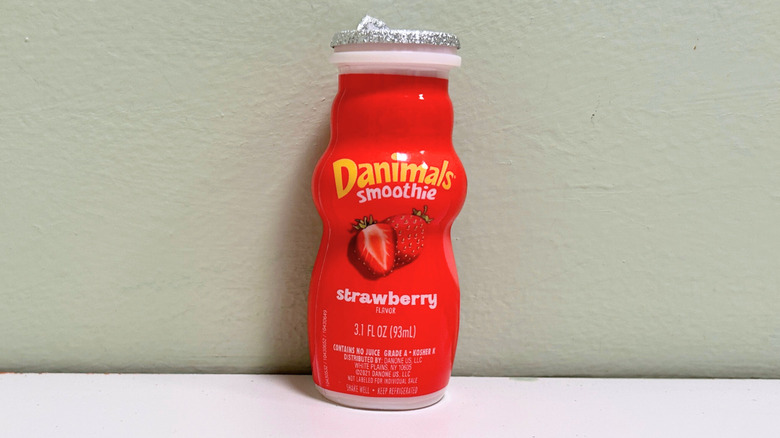 Danimals
smoothie
strawberry
FLAVOR
3.1 FL OZ (93mL)
CONTAINS NO JUICE GRADE A • KOSHER K
DISTRIBUTED BY: DANONE US, LLC
WHITE PLAINS, NY 10605
©2021 DANONE US, LLC
NOT LABELED FOR INDIVIDUAL SALE
SHAKE WELL • KEEP REFRIGERATED